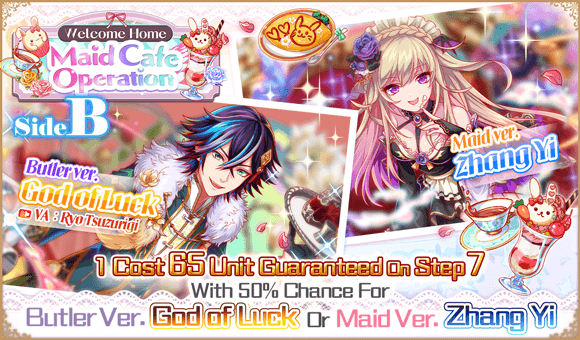 Welcome Home
Maid Cafe
Operation
Side B
Butler ver.
God of Luck
VA : Ryo Tsuzurigi
Maid ver.
Zhang Yi
1 Cost 65 Unit Guaranteed On Step 7
With 50% Chance For
Butler Ver. God of Luck Or Maid Ver. Zhang Yi